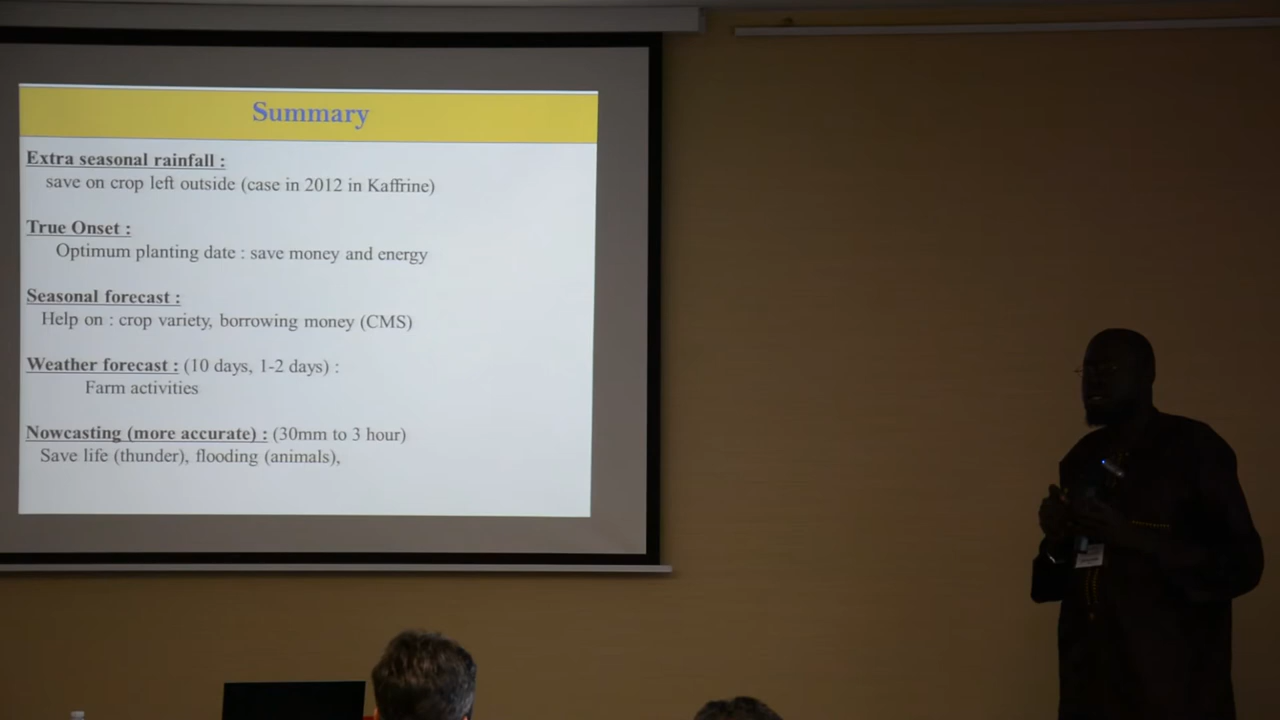 Summary
Extra seasonal rainfall :
save on crop left outside (case in 2012 in Kaffrine)
True Onset :
Optimum planting date : save money and energy
Seasonal forecast :
Help on : crop variety, borrowing money (CMS)
Weather forecast : (10 days, 1-2 days) :
Farm activities
Nowcasting (more accurate) : (30mm to 3 hour)
Save life (thunder), flooding (animals),